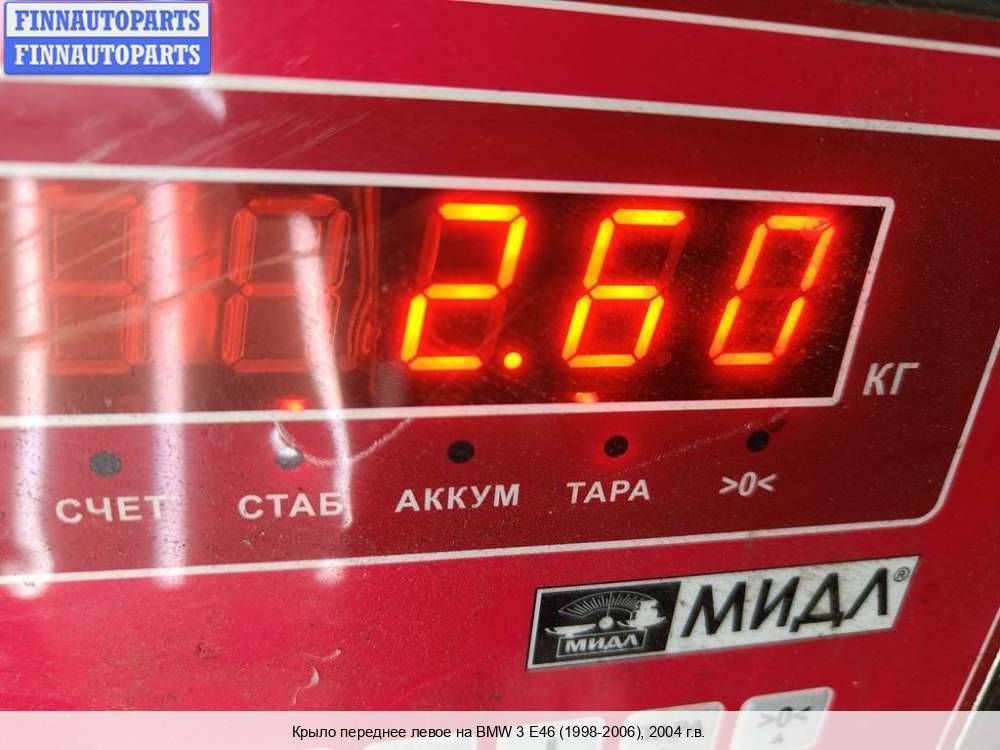 FINNAUTOPARTS
FINNAUTOPARTS
2.60
КГ
СЧЕТ СТАБ АККУМ ТАРА >0<
МИДЛ МИДЛ®
>0<
Крыло переднее левое на BMW 3 E46 (1998-2006), 2004 г.в.